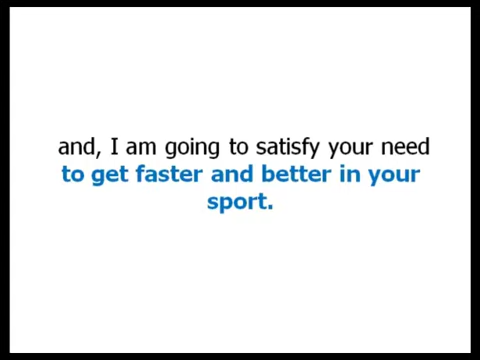 and, I am going to satisfy your need
to get faster and better in your
sport.